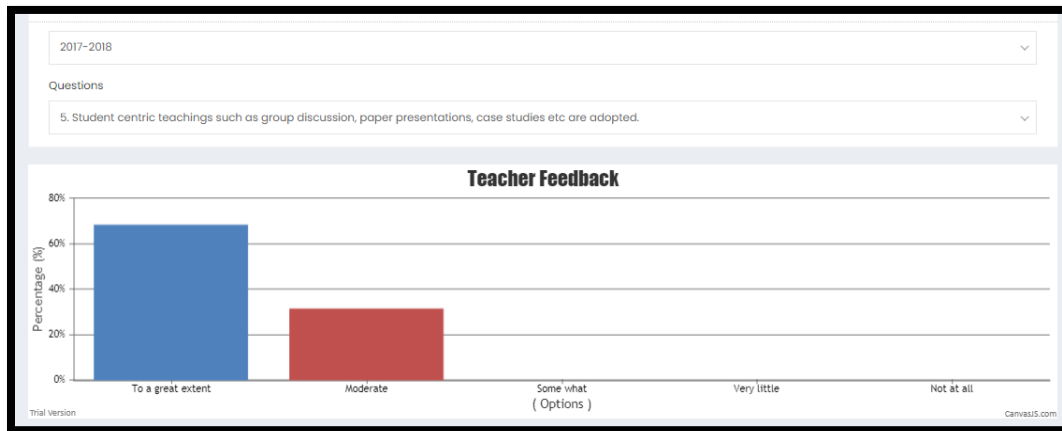 2017-2018
Questions
5. Student centric teachings such as group discussion, paper presentations, case studies etc are adopted.
Teacher Feedback
80%
60%
40%
20%
0%
Percentage (%)
To a great extent
Moderate
Some what
Very little
Not at all
( Options )
Trial Version
CanvasJS.com